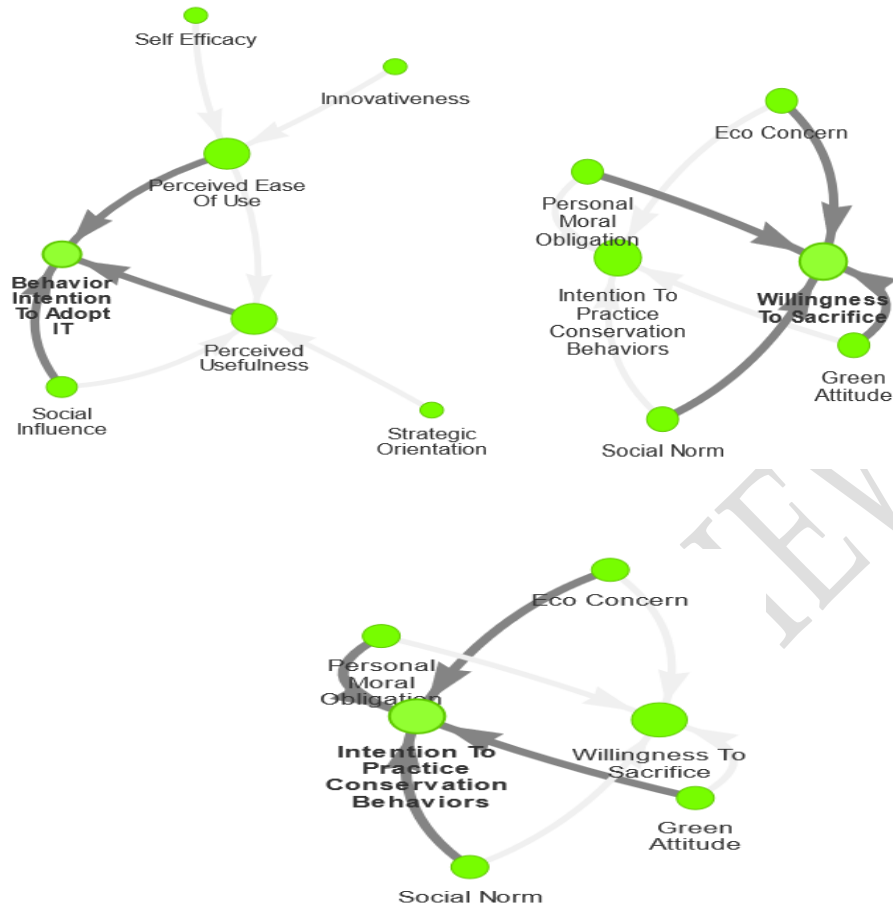 Self Efficacy
Innovativeness
Perceived Ease
Of Use
Behavior
Intention
To Adopt
IT
Perceived
Usefulness
Social
Influence
Strategic
Orientation
Eco Concern
Personal
Moral
Obligation
Intention To
Practice
Conservation
Behaviors
Willingness
To Sacrifice
Green
Attitude
Social Norm
Eco Concern
Personal
Moral
Obligation
Intention To
Practice
Conservation
Behaviors
Willingness To
Sacrifice
Green
Attitude
Social Norm